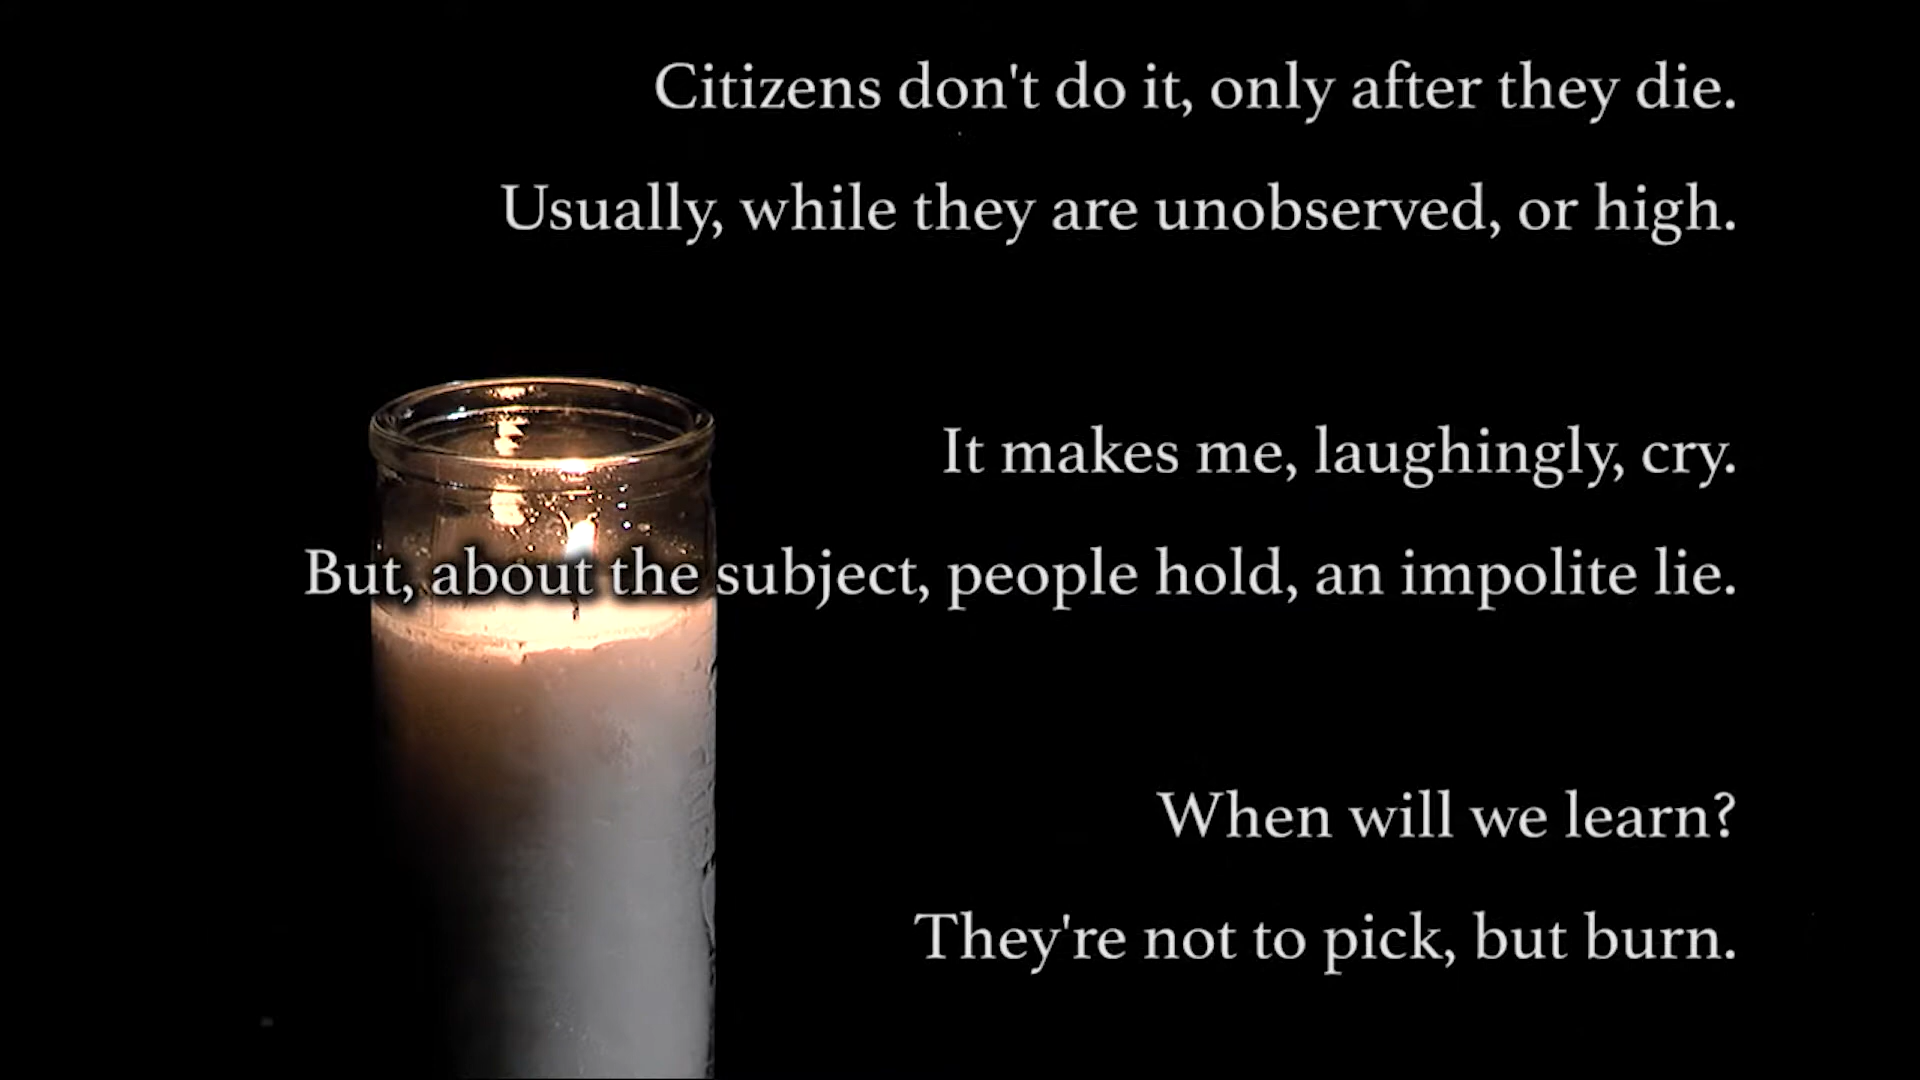 Citizens don't do it, only after they die.
Usually, while they are unobserved, or high.
It makes me, laughingly, cry.
But, about the subject, people hold, an impolite lie.
When will we learn?
They're not to pick, but burn.